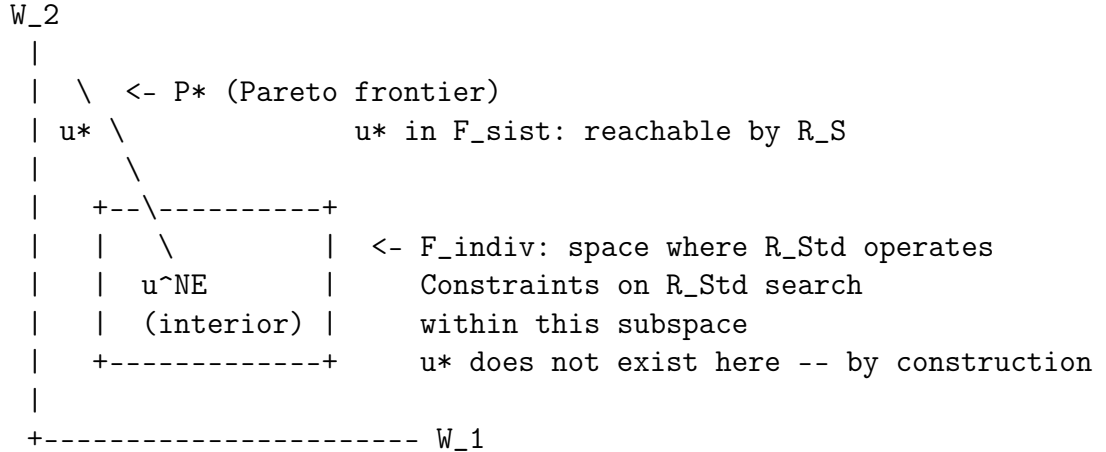 W_2
|
|  \  <- P* (Pareto frontier)
| u* \              u* in F_sist: reachable by R_S
|     \
|   +--\----------+
|   |   \         |  <- F_indiv: space where R_Std operates
|   |  u^NE       |     Constraints on R_Std search
|   |  (interior) |     within this subspace
|   +-------------+     u* does not exist here -- by construction
|
+----------------------- W_1